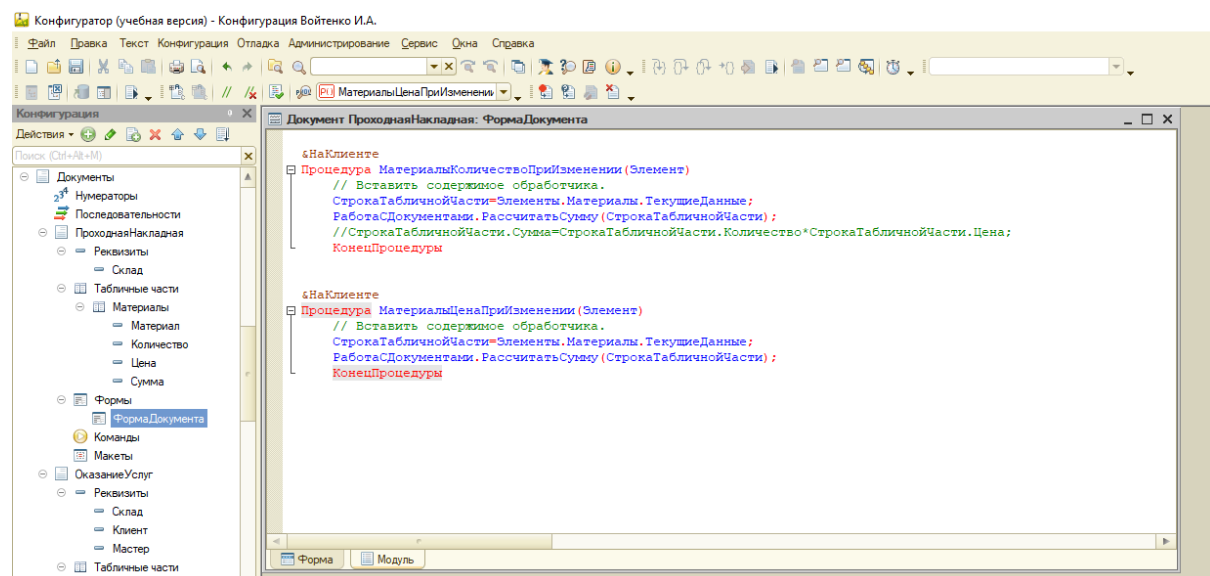 Конфигуратор (учебная версия) - Конфигурация Войтенко И.А.
Файл Правка Текст Конфигурация Отладка Администрирование Сервис Окна Справка
МатериалыЦенаПриИзменении
Конфигурация
Действия
Поиск (Ctrl+Alt+M)
Документы
Нумераторы
Последовательности
ПроходнаяНакладная
Реквизиты
Склад
Табличные части
Материалы
Материал
Количество
Цена
Сумма
Формы
ФормаДокумента
Команды
Макеты
ОказаниеУслуг
Реквизиты
Склад
Клиент
Мастер
Табличные части
Документ ПроходнаяНакладная: ФормаДокумента
&НаКлиенте
Процедура МатериалыКоличествоПриИзменении(Элемент)
// Вставить содержимое обработчика.
СтрокаТабличнойЧасти=Элементы.Материалы.ТекущиеДанные;
РаботаСДокументами.РассчитатьСумму(СтрокаТабличнойЧасти);
//СтрокаТабличнойЧасти.Сумма=СтрокаТабличнойЧасти.Количество*СтрокаТабличнойЧасти.Цена;
КонецПроцедуры
&НаКлиенте
Процедура МатериалыЦенаПриИзменении(Элемент)
// Вставить содержимое обработчика.
СтрокаТабличнойЧасти=Элементы.Материалы.ТекущиеДанные;
РаботаСДокументами.РассчитатьСумму(СтрокаТабличнойЧасти);
КонецПроцедуры
Форма Модуль